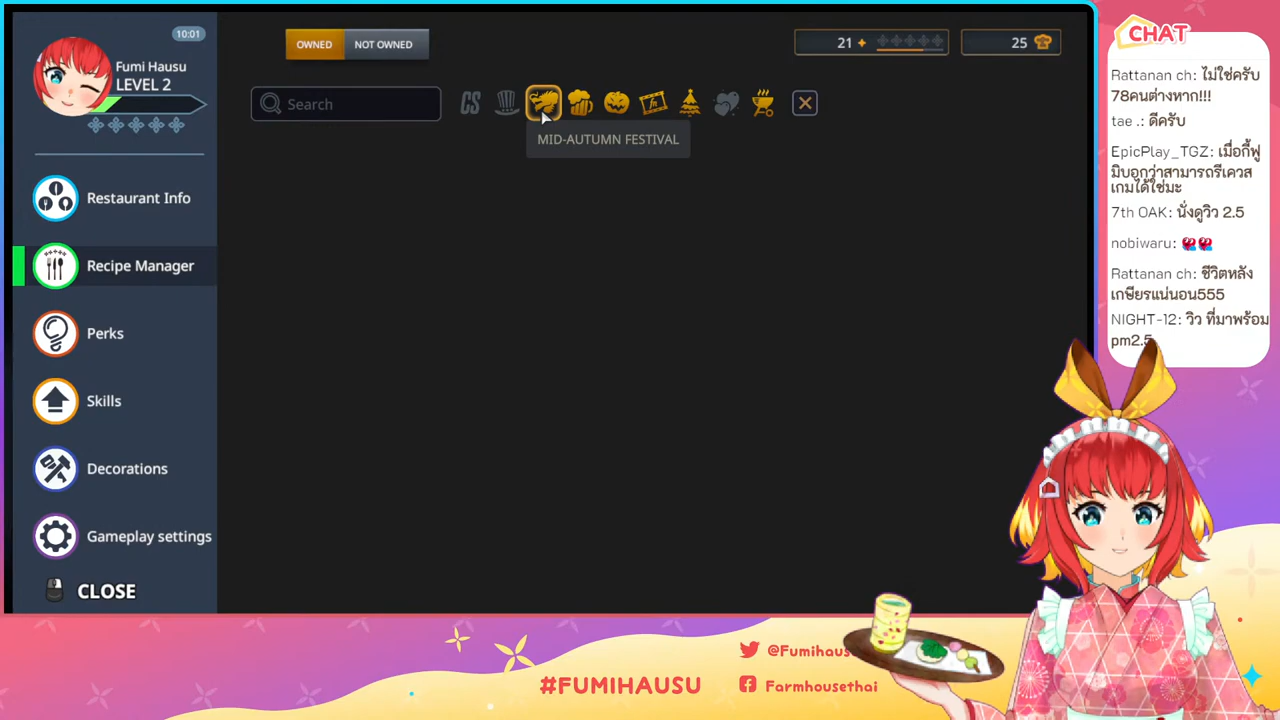 10:01
Fumi Hausu
LEVEL 2
Restaurant Info
Recipe Manager
Perks
Skills
Decorations
Gameplay settings
CLOSE
OWNED
NOT OWNED
21
25
Search
CS
MID-AUTUMN FESTIVAL
CHAT
Rattanan ch: ไม่ใช่ครับ
78คนต่างหาก!!!
tae .: ดีครับ
EpicPlay_TGZ: เมื่อกี้ฟู
มิบอกว่าสามารถรีเควส
เกมได้ใช่มะ
7th OAK: นั่งดูวิว 2.5
nobiwaru:
Rattanan ch: ชีวิตหลัง
เกษียรแน่นอน555
NIGHT-12: วิว ที่มาพร้อม
pm2.5
@Fumihaus
#FUMIHAUSU
Farmhousethai